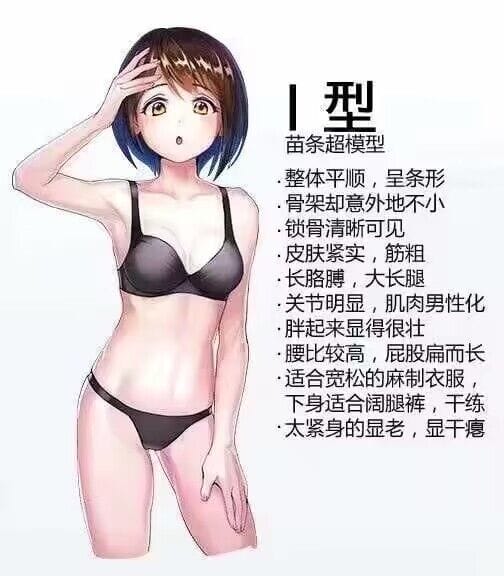 I 型
苗条超模型
· 整体平顺，呈条形
· 骨架却意外地不小
· 锁骨清晰可见
· 皮肤紧实，筋粗
· 长胳膊，大长腿
· 关节明显，肌肉男性化
· 胖起来显得很壮
· 腰比较高，屁股扁而长
· 适合宽松的麻制衣服，
下身适合阔腿裤，干练
· 太紧身的显老，显干瘪